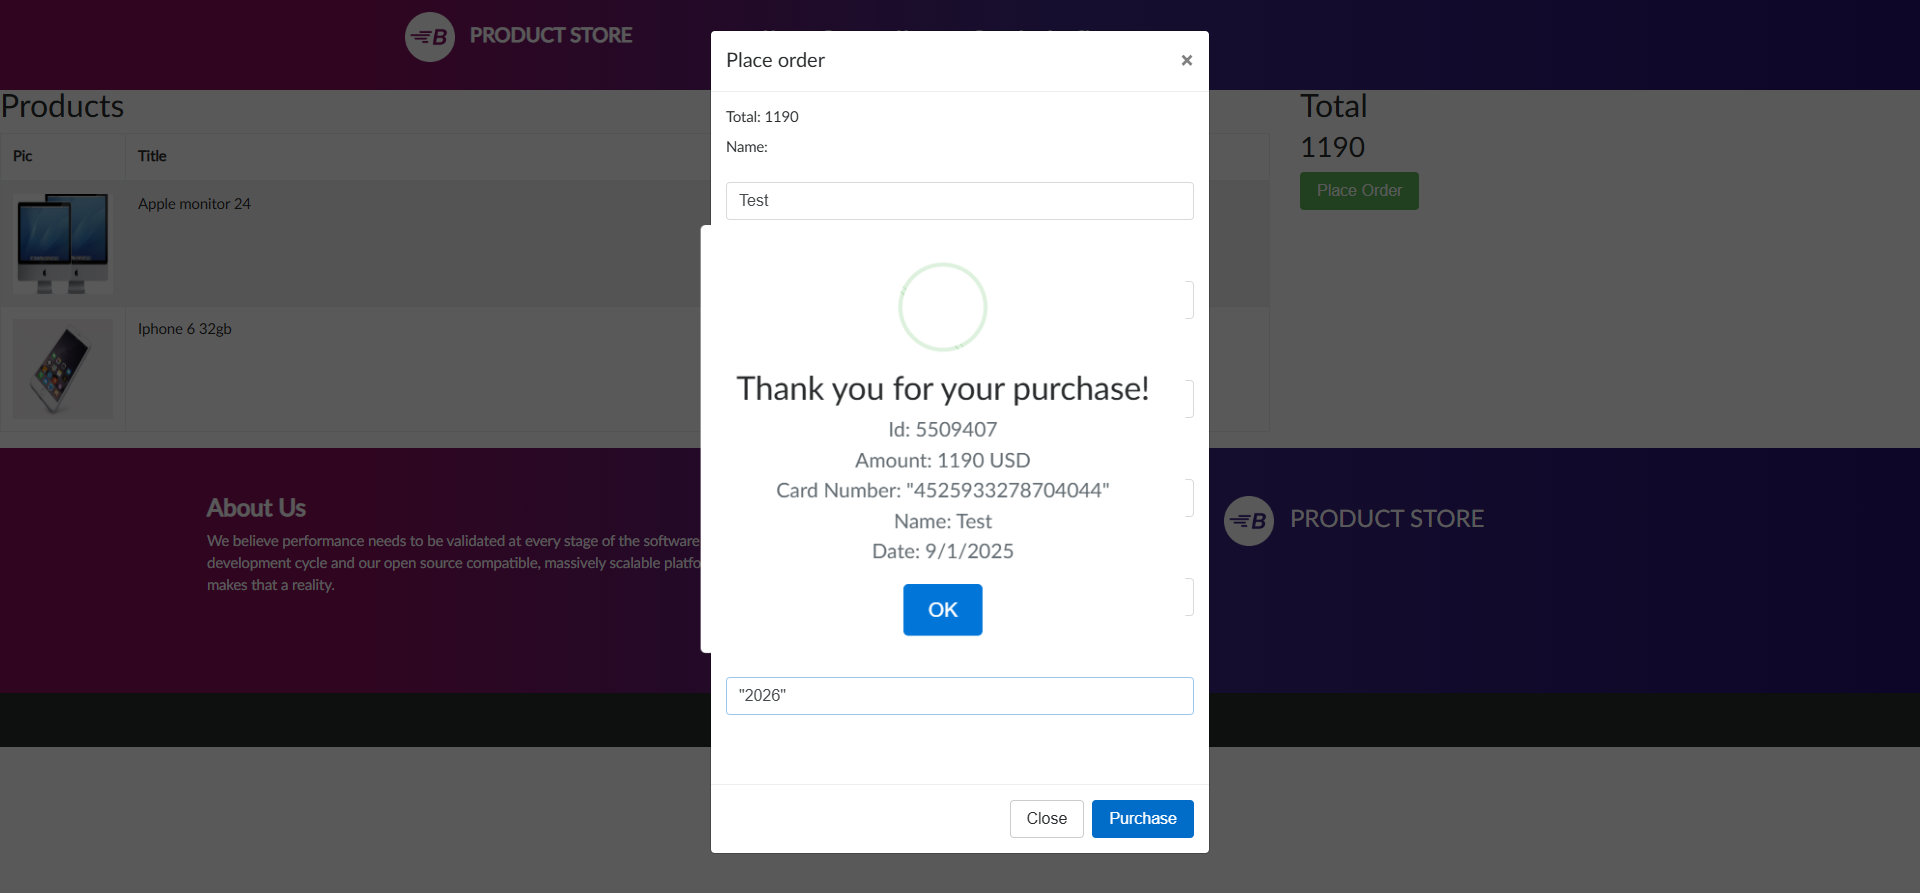 B PRODUCT STORE
Place order ×
Products
Total
Total: 1190
1190
Name:
Pic Title
Place Order
Test
Apple monitor 24
Iphone 6 32gb
Thank you for your purchase!
Id: 5509407
Amount: 1190 USD
Card Number: "4525933278704044"
Name: Test
Date: 9/1/2025
OK
About Us
We believe performance needs to be validated at every stage of the software
development cycle and our open source compatible, massively scalable
makes that a reality.
B PRODUCT STORE
"2026"
Close Purchase